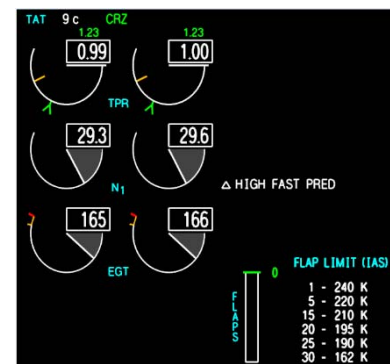 TAT 9 c CRZ
1.23 1.23
0.99 1.00
TPR
29.3 29.6
N1
△ HIGH FAST PRED
165 166
EGT
0
FLAPS
FLAP LIMIT (IAS)
1 - 240 K
5 - 220 K
15 - 210 K
20 - 195 K
25 - 190 K
30 - 162 K